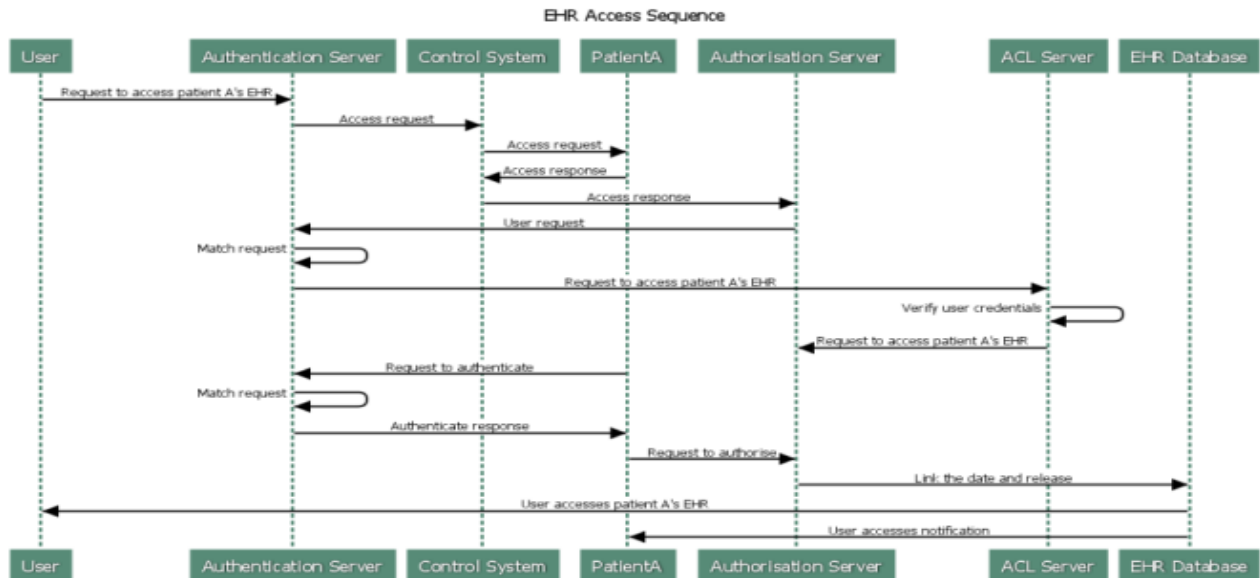 EHR Access Sequence
User
Authentication Server
Control System
PatientA
Authorisation Server
ACL Server
EHR Database
Request to access patient A's EHR
Access request
Access request
Access response
Access response
User request
Match request
Request to access patient A's EHR
Verify user credentials
Request to access patient A's EHR
Request to authenticate
Match request
Authenticate response
Request to authorise
Link the date and release
User accesses patient A's EHR
User accesses notification
User
Authentication Server
Control System
PatientA
Authorisation Server
ACL Server
EHR Database